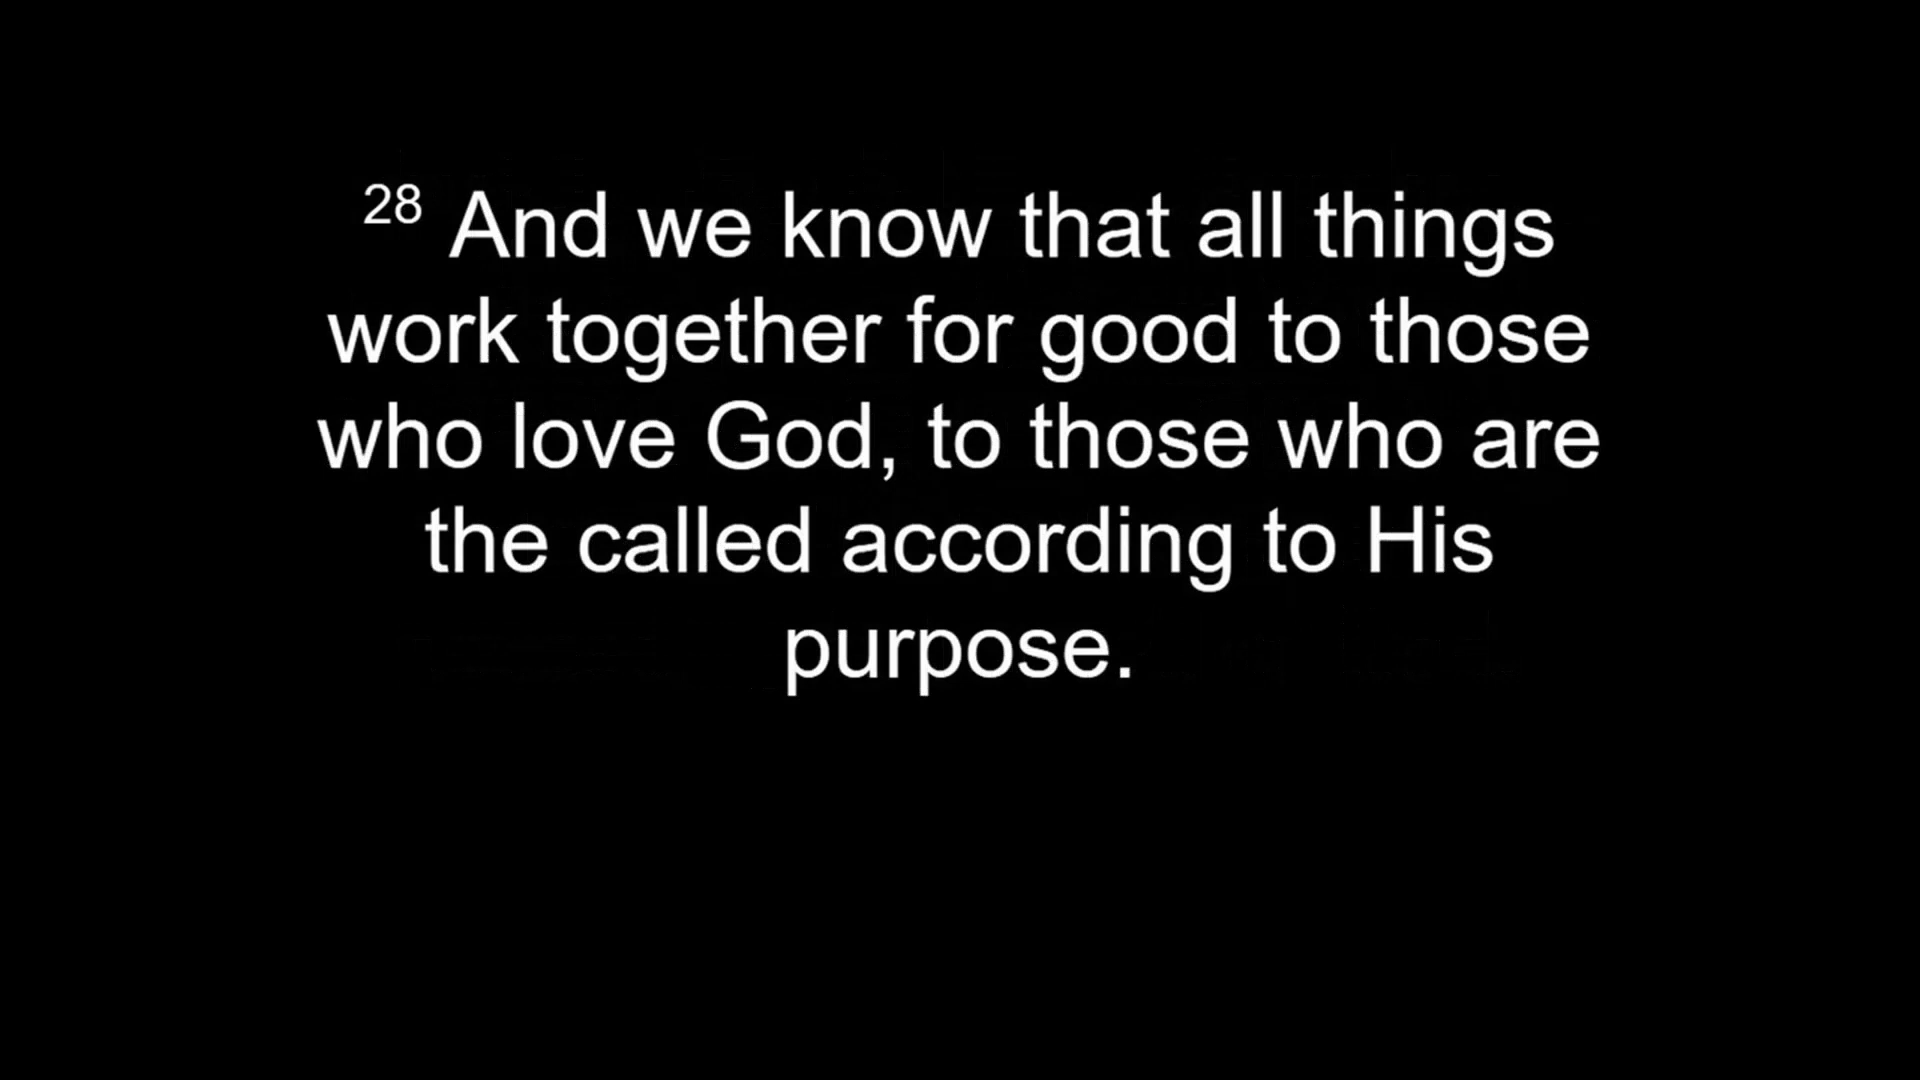 28 And we know that all things
work together for good to those
who love God, to those who are
the called according to His
purpose.